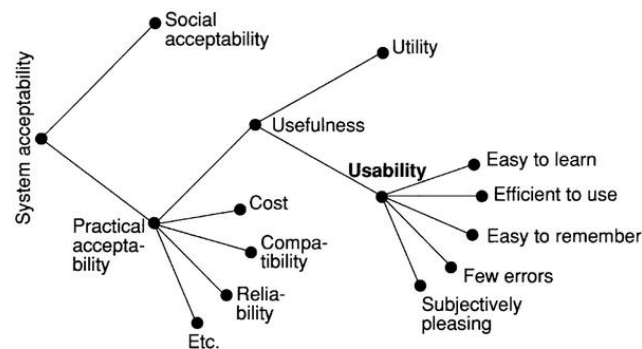 System acceptability
Social
acceptability
Utility
Usefulness
Usability
Easy to learn
Efficient to use
Easy to remember
Few errors
Subjectively
pleasing
Practical
accepta-
bility
Cost
Compa-
tibility
Relia-
bility
Etc.